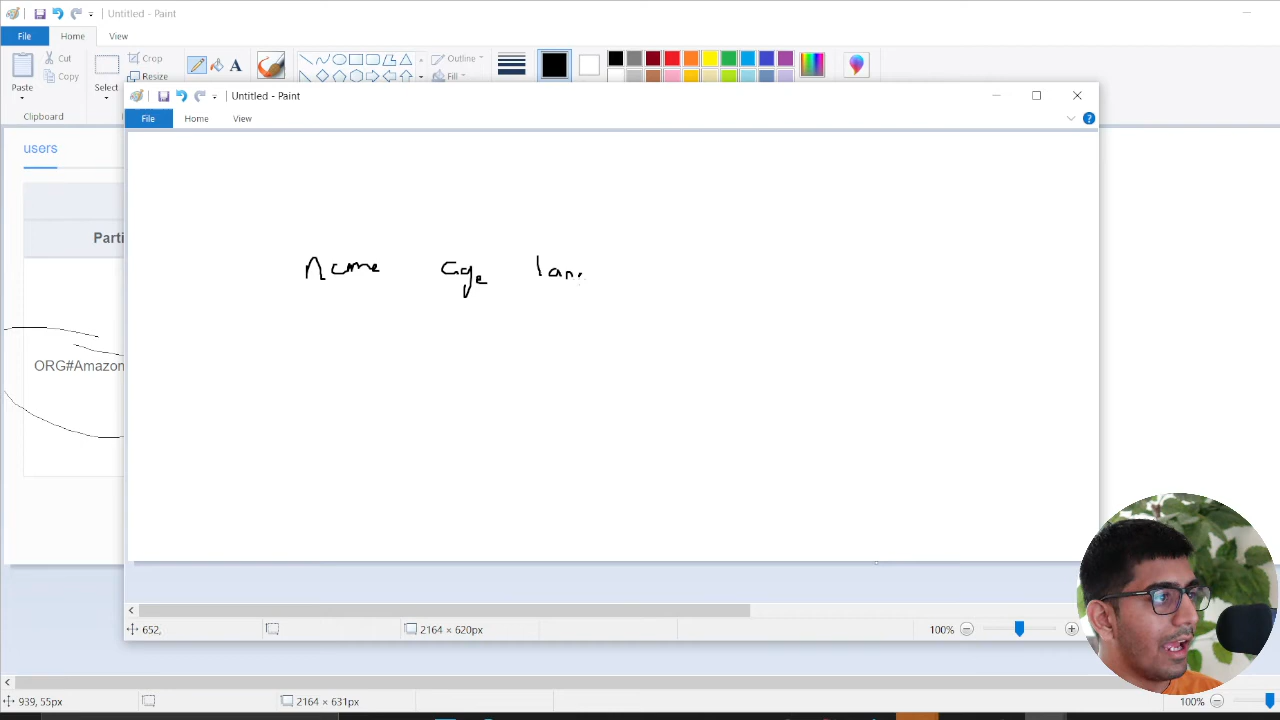 Untitled - Paint
File Home View
Paste
Cut
Copy
Select
Crop
Resize
Outline
Fill
Clipboard
Untitled - Paint
File Home View
users
Parti
ORG#Amazon
Name age lan
652,
2164 × 620px
100%
939, 55px
2164 × 631px
100%